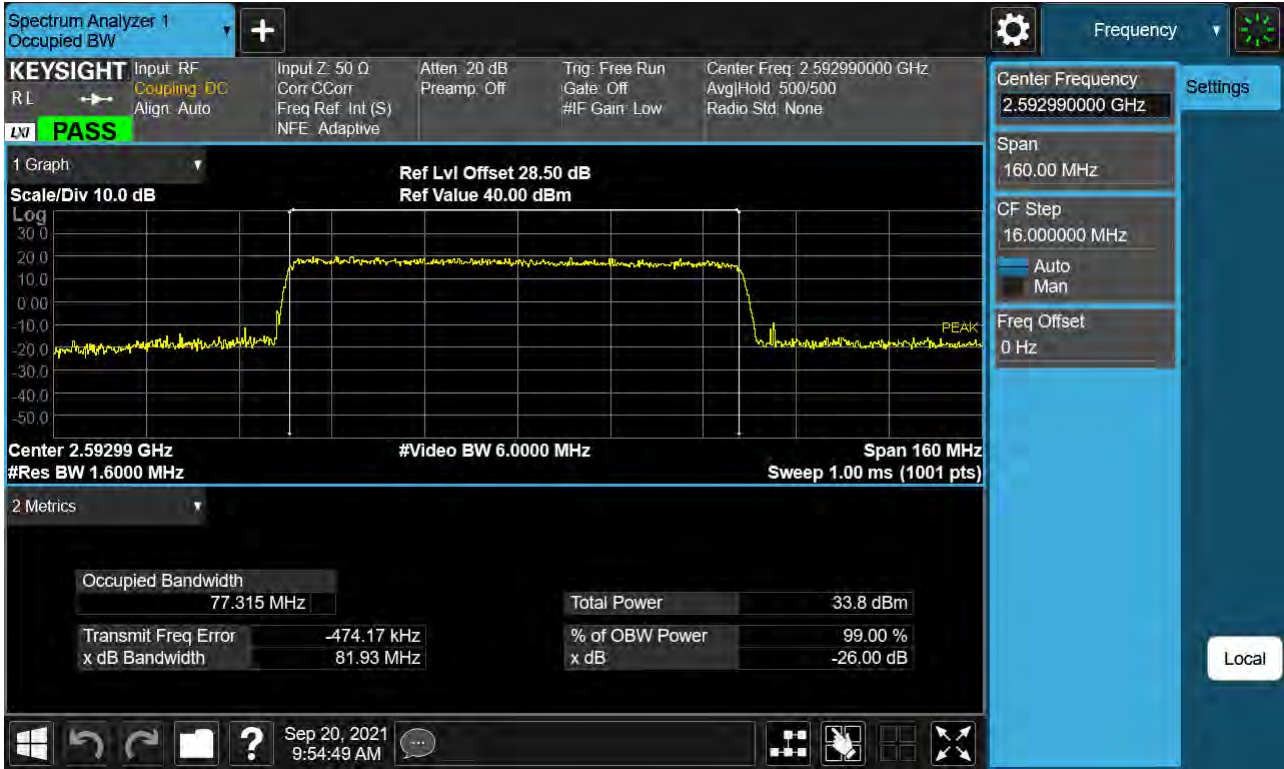 Spectrum Analyzer 1
Occupied BW
Frequency
KEYSIGHT
RL
LXI PASS
Input: RF
Coupling: DC
Align: Auto
Input Z: 50 Ω
Corr CCorr
Freq Ref: Int (S)
NFE: Adaptive
Atten: 20 dB
Preamp: Off
Trig: Free Run
Gate: Off
#IF Gain: Low
Center Freq: 2.592990000 GHz
Avg|Hold: 500/500
Radio Std: None
Center Frequency
2.592990000 GHz
Settings
Span
160.00 MHz
CF Step
16.000000 MHz
Auto
Man
Freq Offset
0 Hz
Local
1 Graph
Scale/Div 10.0 dB
Ref Lvl Offset 28.50 dB
Ref Value 40.00 dBm
Log
30.0
20.0
10.0
0.00
-10.0
-20.0
-30.0
-40.0
-50.0
PEAK
Center 2.59299 GHz
#Video BW 6.0000 MHz
Span 160 MHz
#Res BW 1.6000 MHz
Sweep 1.00 ms (1001 pts)
2 Metrics
Occupied Bandwidth
77.315 MHz
Total Power 33.8 dBm
Transmit Freq Error -474.17 kHz
% of OBW Power 99.00 %
x dB Bandwidth 81.93 MHz
x dB -26.00 dB
?
Sep 20, 2021
9:54:49 AM